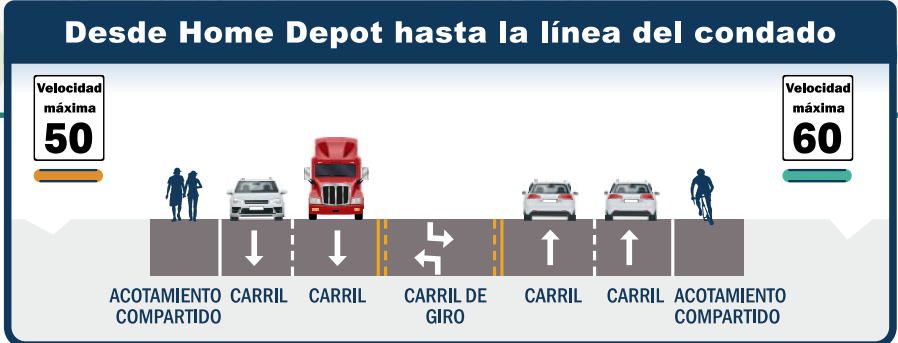 Desde Home Depot hasta la línea del condado
Velocidad
máxima
50
Velocidad
máxima
60
ACOTAMIENTO
COMPARTIDO
CARRIL
CARRIL
CARRIL DE
GIRO
CARRIL
CARRIL
ACOTAMIENTO
COMPARTIDO